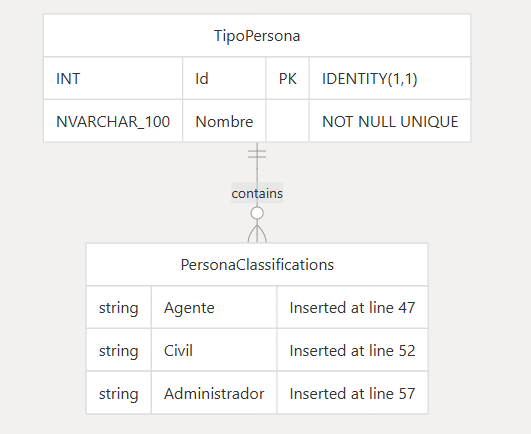 TipoPersona
INT Id PK IDENTITY(1,1)
NVARCHAR_100 Nombre NOT NULL UNIQUE
contains
PersonaClassifications
string Agente Inserted at line 47
string Civil Inserted at line 52
string Administrador Inserted at line 57